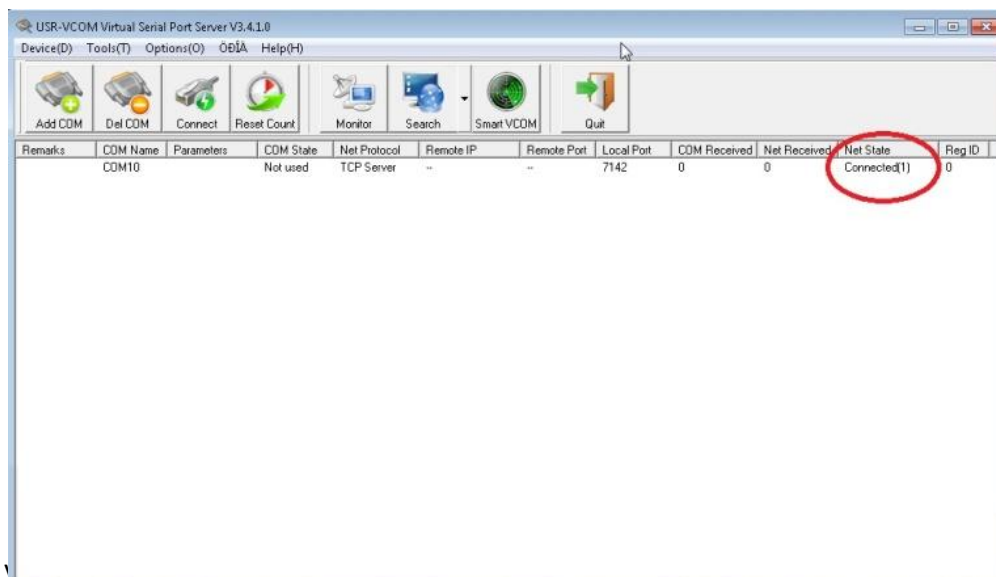 USR-VCOM Virtual Serial Port Server V3.4.1.0
Device(D) Tools(T) Options(O) ÖÐÎÄ Help(H)
Add COM Del COM Connect Reset Count Monitor Search Smart VCOM Quit
Remarks COM Name Parameters COM State Net Protocol Remote IP Remote Port Local Port COM Received Net Received Net State Reg ID
COM10 Not used TCP Server -- -- 7142 0 0 Connected(1) 0